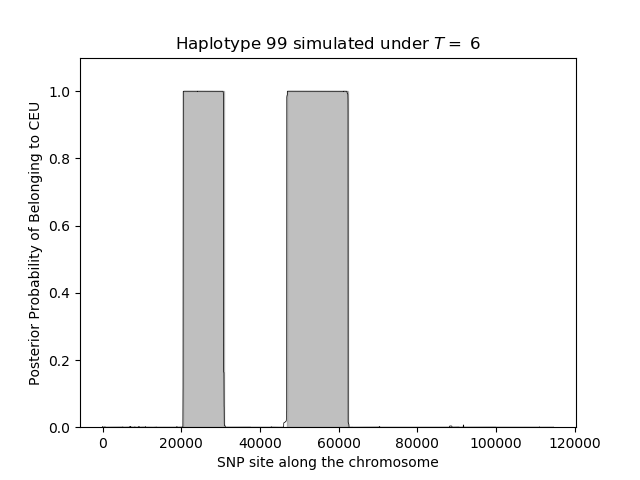 Haplotype 99 simulated under T = 6
Posterior Probability of Belonging to CEU
1.0
0.8
0.6
0.4
0.2
0.0
0 20000 40000 60000 80000 100000 120000
SNP site along the chromosome